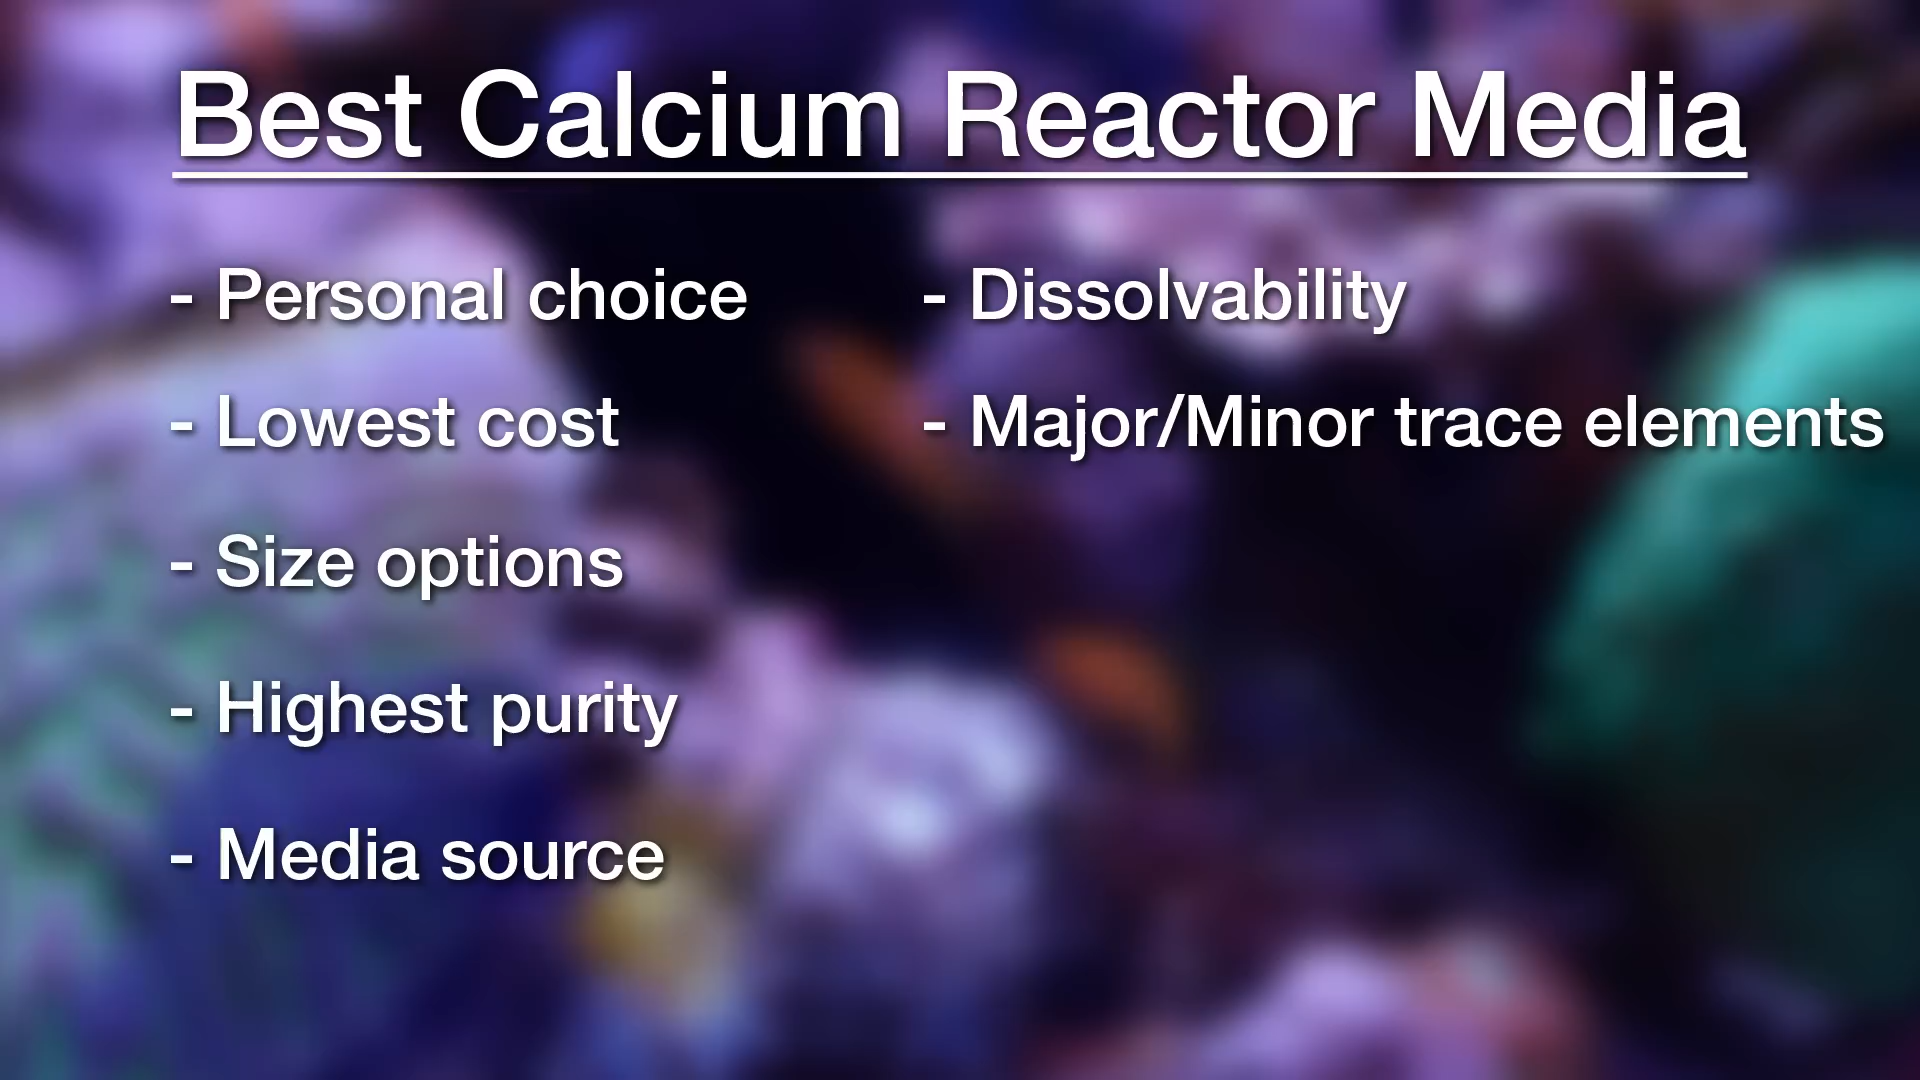 Best Calcium Reactor Media
- Personal choice
- Lowest cost
- Size options
- Highest purity
- Media source
- Dissolvability
- Major/Minor trace elements